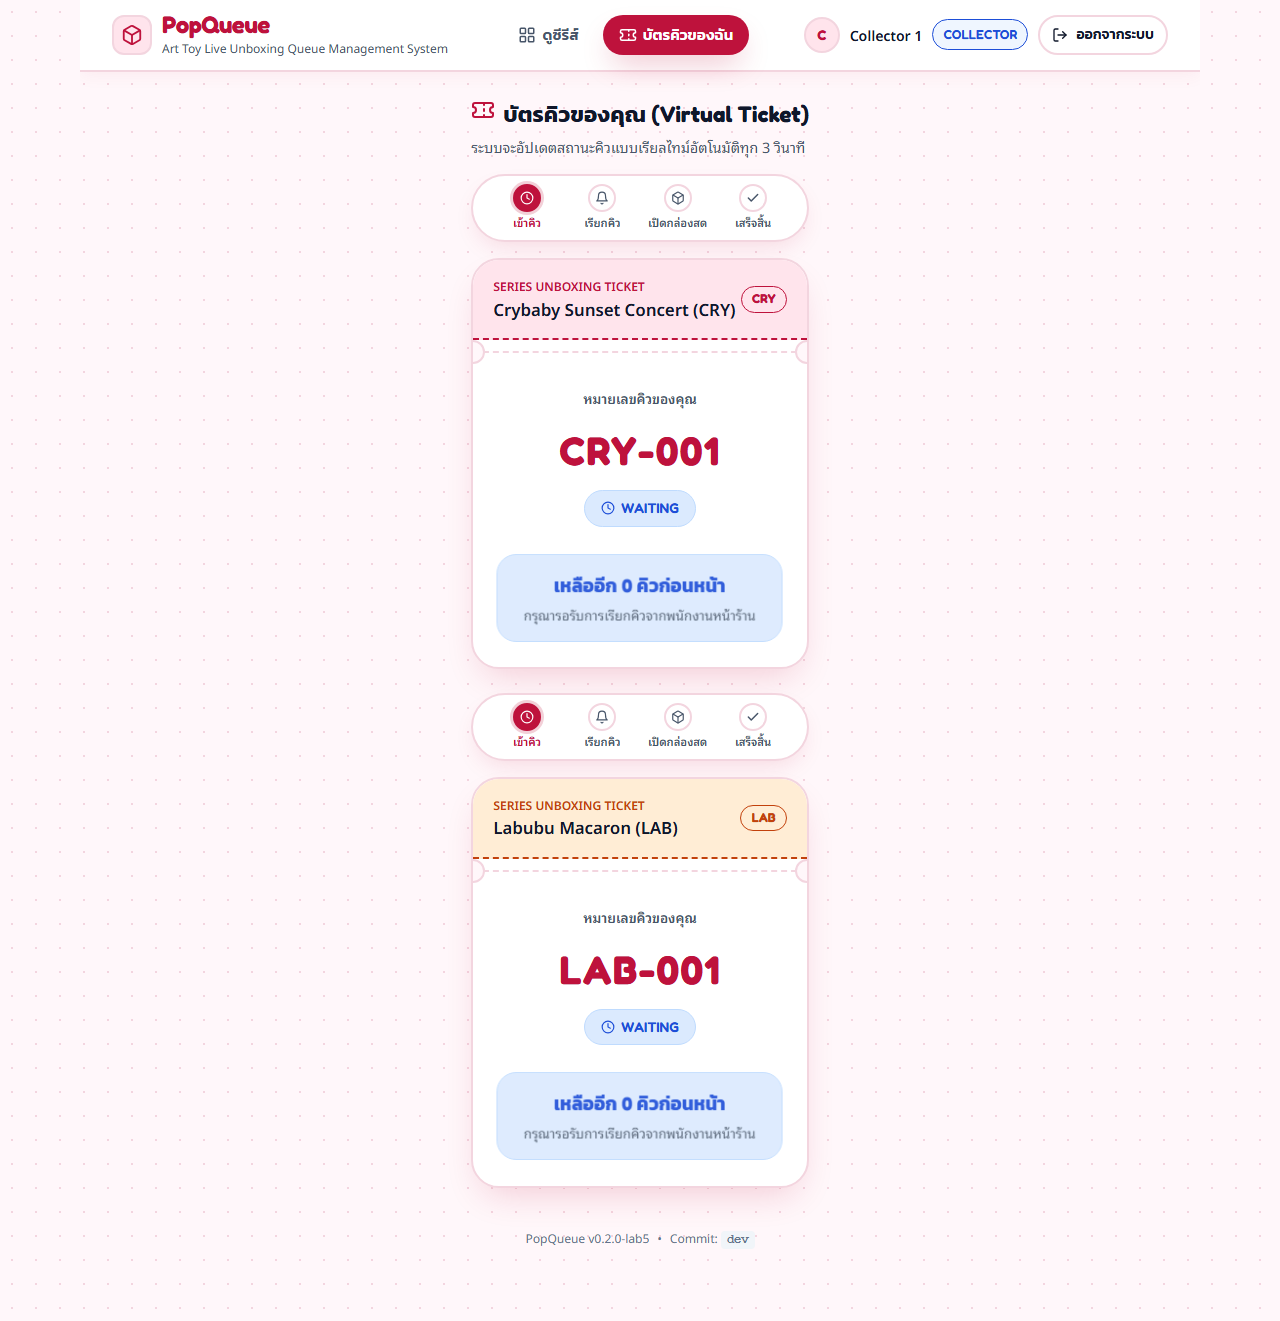 PopQueue
Art Toy Live Unboxing Queue Management System
ดูซีรีส์
บัตรคิวของฉัน
C
Collector 1
COLLECTOR
ออกจากระบบ
บัตรคิวของคุณ (Virtual Ticket)
ระบบจะอัปเดตสถานะคิวแบบเรียลไทม์อัตโนมัติทุก 3 วินาที
เข้าคิว
เรียกคิว
เปิดกล่องสด
เสร็จสิ้น
SERIES UNBOXING TICKET
Crybaby Sunset Concert (CRY)
CRY
หมายเลขคิวของคุณ
CRY-001
WAITING
เหลืออีก 0 คิวก่อนหน้า
กรุณารอรับการเรียกคิวจากพนักงานหน้าร้าน
เข้าคิว
เรียกคิว
เปิดกล่องสด
เสร็จสิ้น
SERIES UNBOXING TICKET
Labubu Macaron (LAB)
LAB
หมายเลขคิวของคุณ
LAB-001
WAITING
เหลืออีก 0 คิวก่อนหน้า
กรุณารอรับการเรียกคิวจากพนักงานหน้าร้าน
PopQueue v0.2.0-lab5 • Commit: dev